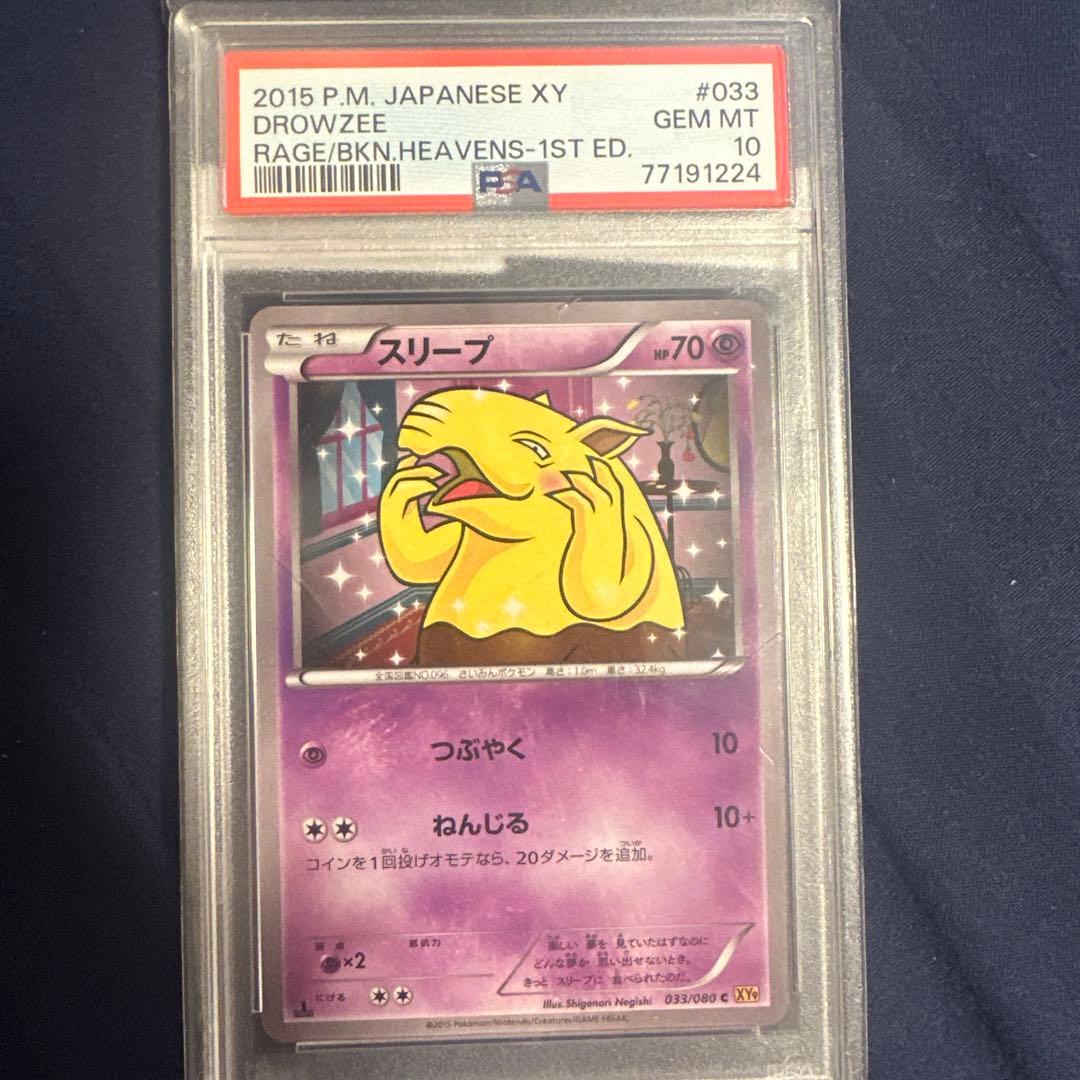 2015 P.M. JAPANESE XY #033
DROWZEE GEM MT
RAGE/BKN.HEAVENS-1ST ED. 10
PSA 77191224
たね スリープ HP70
全国図鑑NO.096 さいみんポケモン 高さ:1.0m 重さ:32.4kg
つぶやく 10
ねんじる 10+
コインを1回投げオモテなら、20ダメージを追加。
弱点 抵抗力
×2
にげる
楽しい夢を見ていたはずなのに
どんな夢か思い出せないとき。
きっとスリープに食べられたのだ。
Illus. Shigenori Negishi 033/080 C XY9
©2015 Pokémon/Nintendo/Creatures/GAME FREAK.